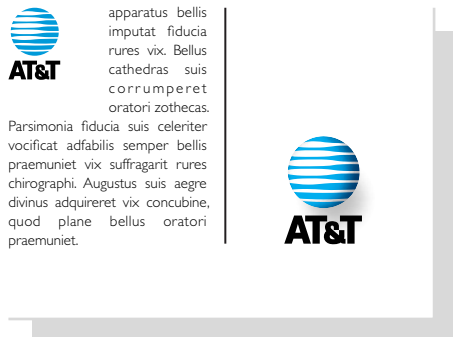 AT&T
apparatus bellis
imputat fiducia
rures vix. Bellus
cathedras suis
corrumperet
oratori zothecas.
Parsimonia fiducia suis celeriter
vocificat adfabilis semper bellis
praemuniet vix suffragarit rures
chirographi. Augustus suis aegre
divinus adquireret vix concubine,
quod plane bellus oratori
praemuniet.
AT&T